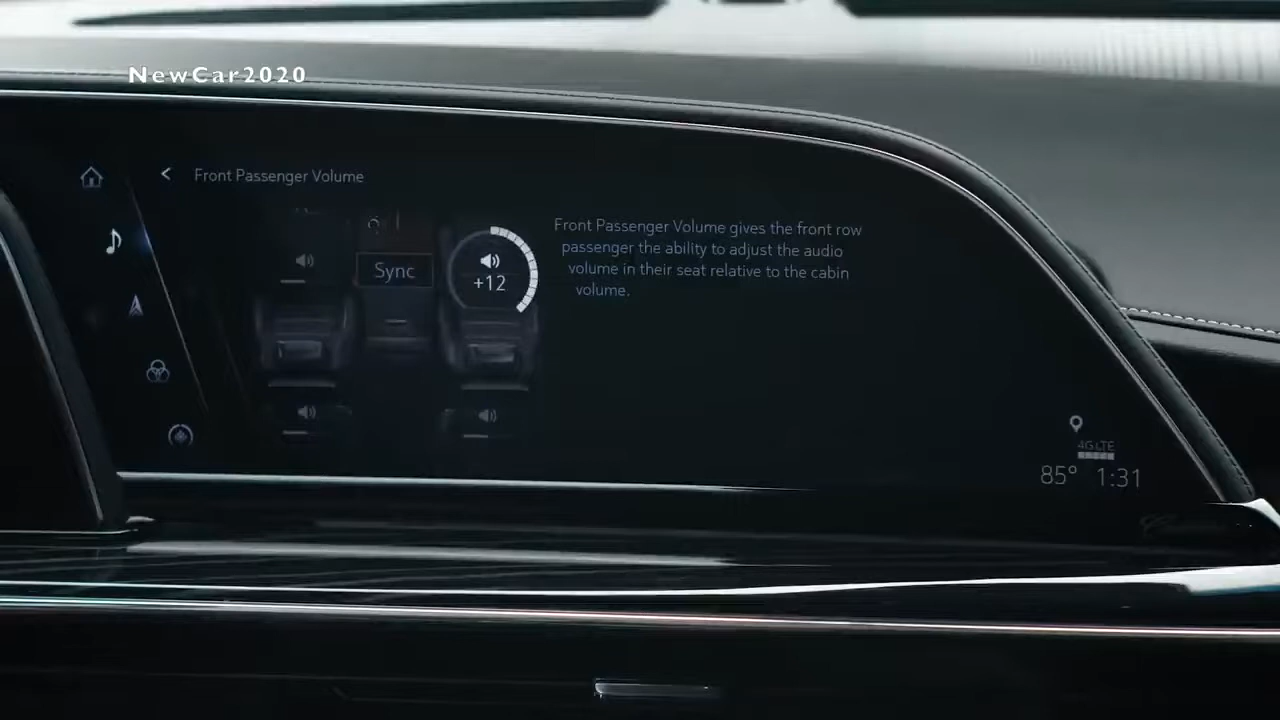 NewCar2020
Front Passenger Volume
Sync
+12
Front Passenger Volume gives the front row
passenger the ability to adjust the audio
volume in their seat relative to the cabin
volume.
4G LTE
85° 1:31